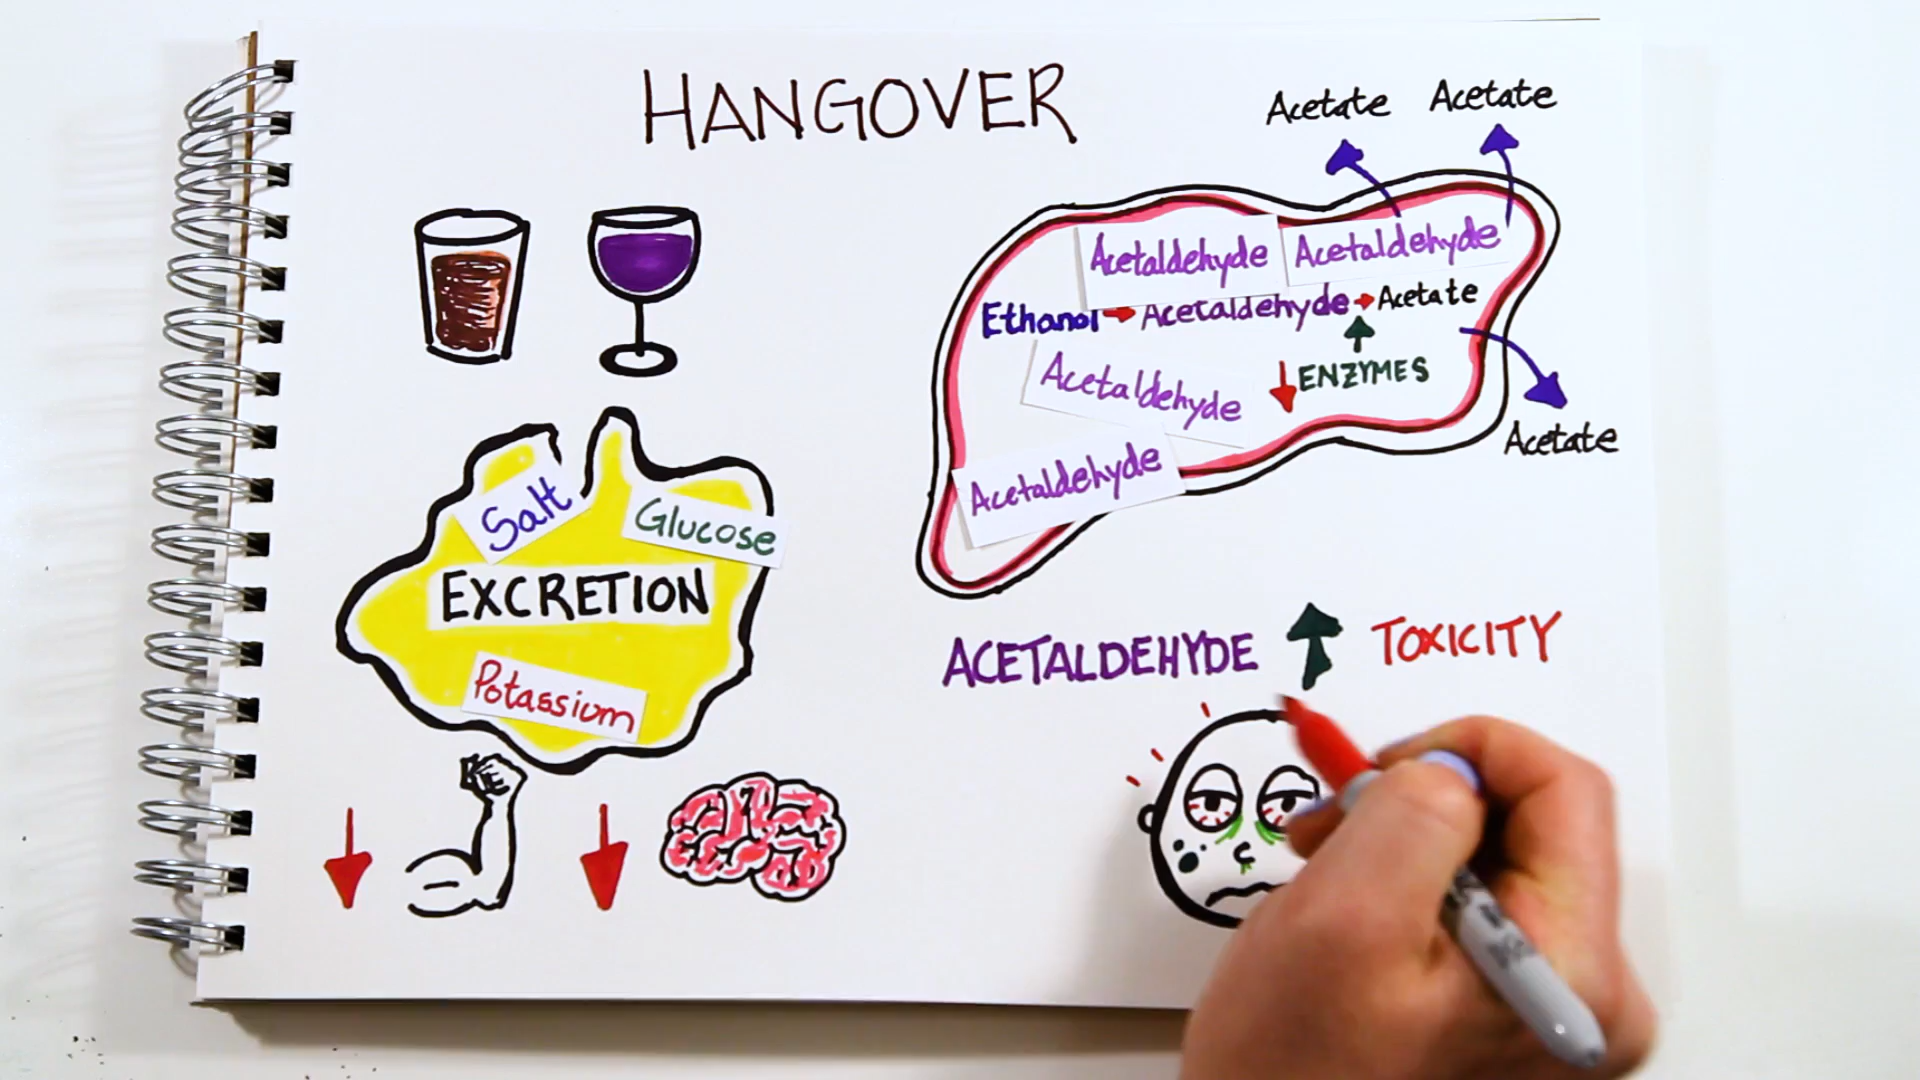 HANGOVER
Acetate
Acetate
Acetaldehyde
Acetaldehyde
Ethanol Acetaldehyde Acetate
ENZYMES
Acetaldehyde
Acetaldehyde
Acetate
Salt
Glucose
EXCRETION
Potassium
ACETALDEHYDE TOXICITY